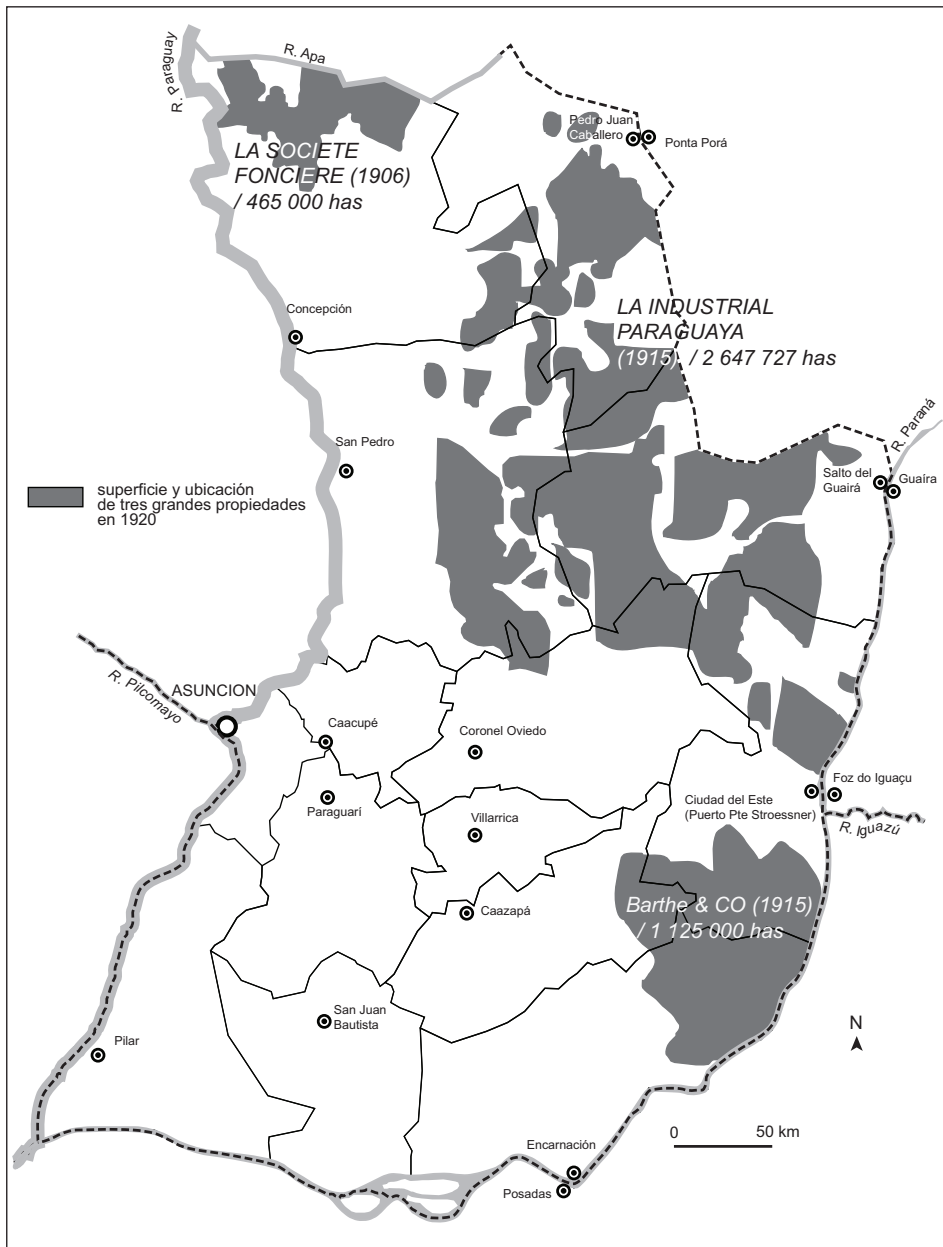 R. Paraguay
R. Apa
Pedro Juan
Caballero
Ponta Porá
LA SOCIETE
FONCIERE (1906)
/ 465 000 has
LA INDUSTRIAL
PARAGUAYA
(1915) / 2 647 727 has
Concepción
R. Paraná
San Pedro
Salto del
Guairá
Guaíra
superficie y ubicación
de tres grandes propiedades
en 1920
R. Pilcomayo
ASUNCION
Caacupé
Coronel Oviedo
Paraguarí
Villarrica
Ciudad del Este
(Puerto Pte Stroessner)
Foz do Iguaçu
R. Iguazú
Caazapá
Barthe & CO (1915)
/ 1 125 000 has
San Juan
Bautista
Pilar
N
0 50 km
Encarnación
Posadas